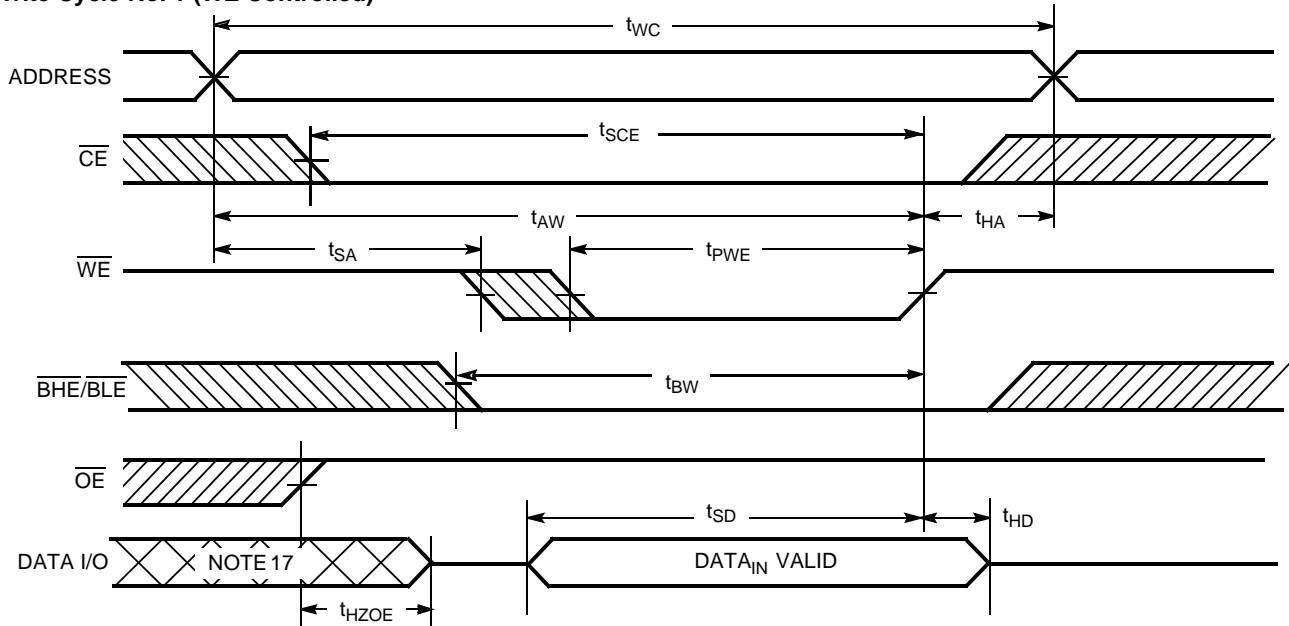 Write Cycle No. 1 (WE Controlled)
tWC
ADDRESS
tSCE
CE
tAW
tHA
tSA
tPWE
WE
BHE/BLE
tBW
OE
tSD
tHD
DATA I/O
NOTE 17
DATAIN VALID
tHZOE